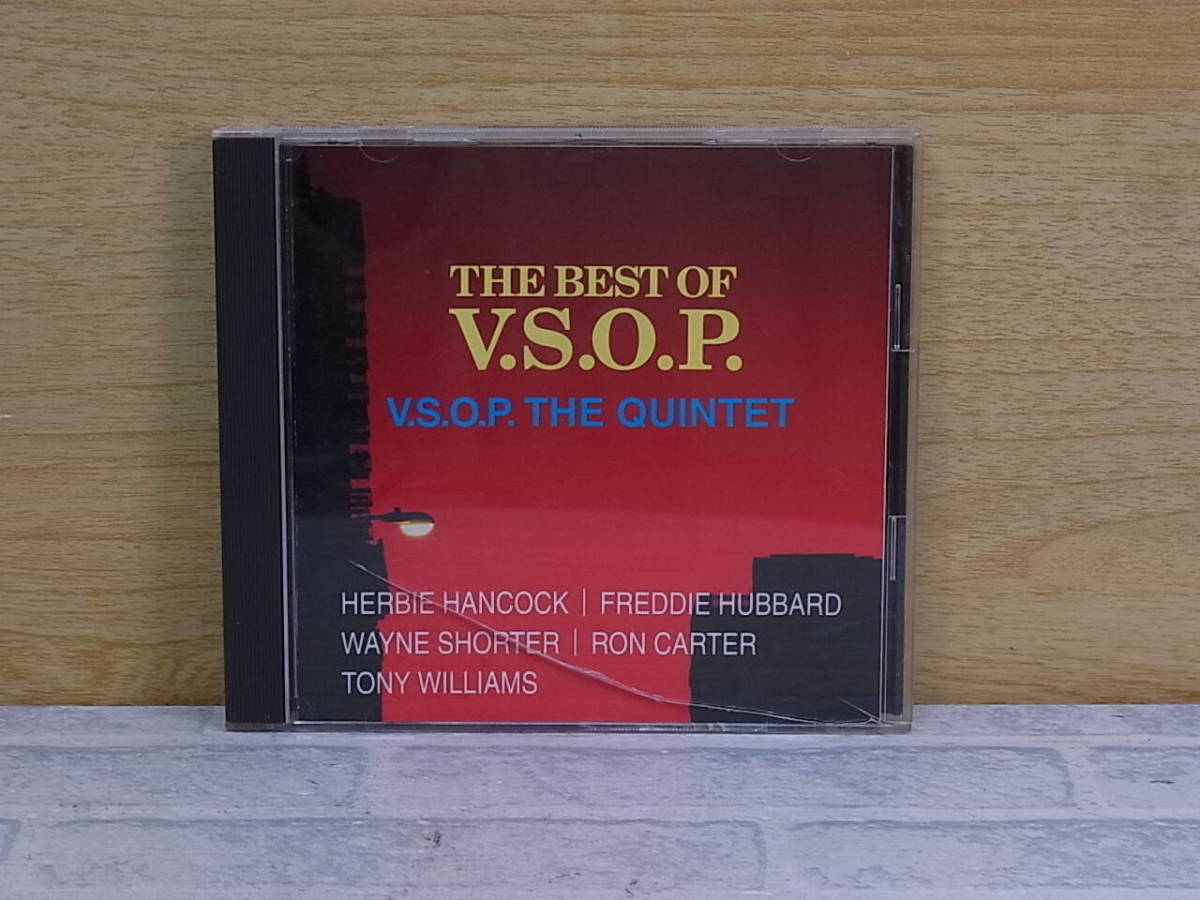 THE BEST OF
V.S.O.P.
V.S.O.P. THE QUINTET
HERBIE HANCOCK | FREDDIE HUBBARD
WAYNE SHORTER | RON CARTER
TONY WILLIAMS